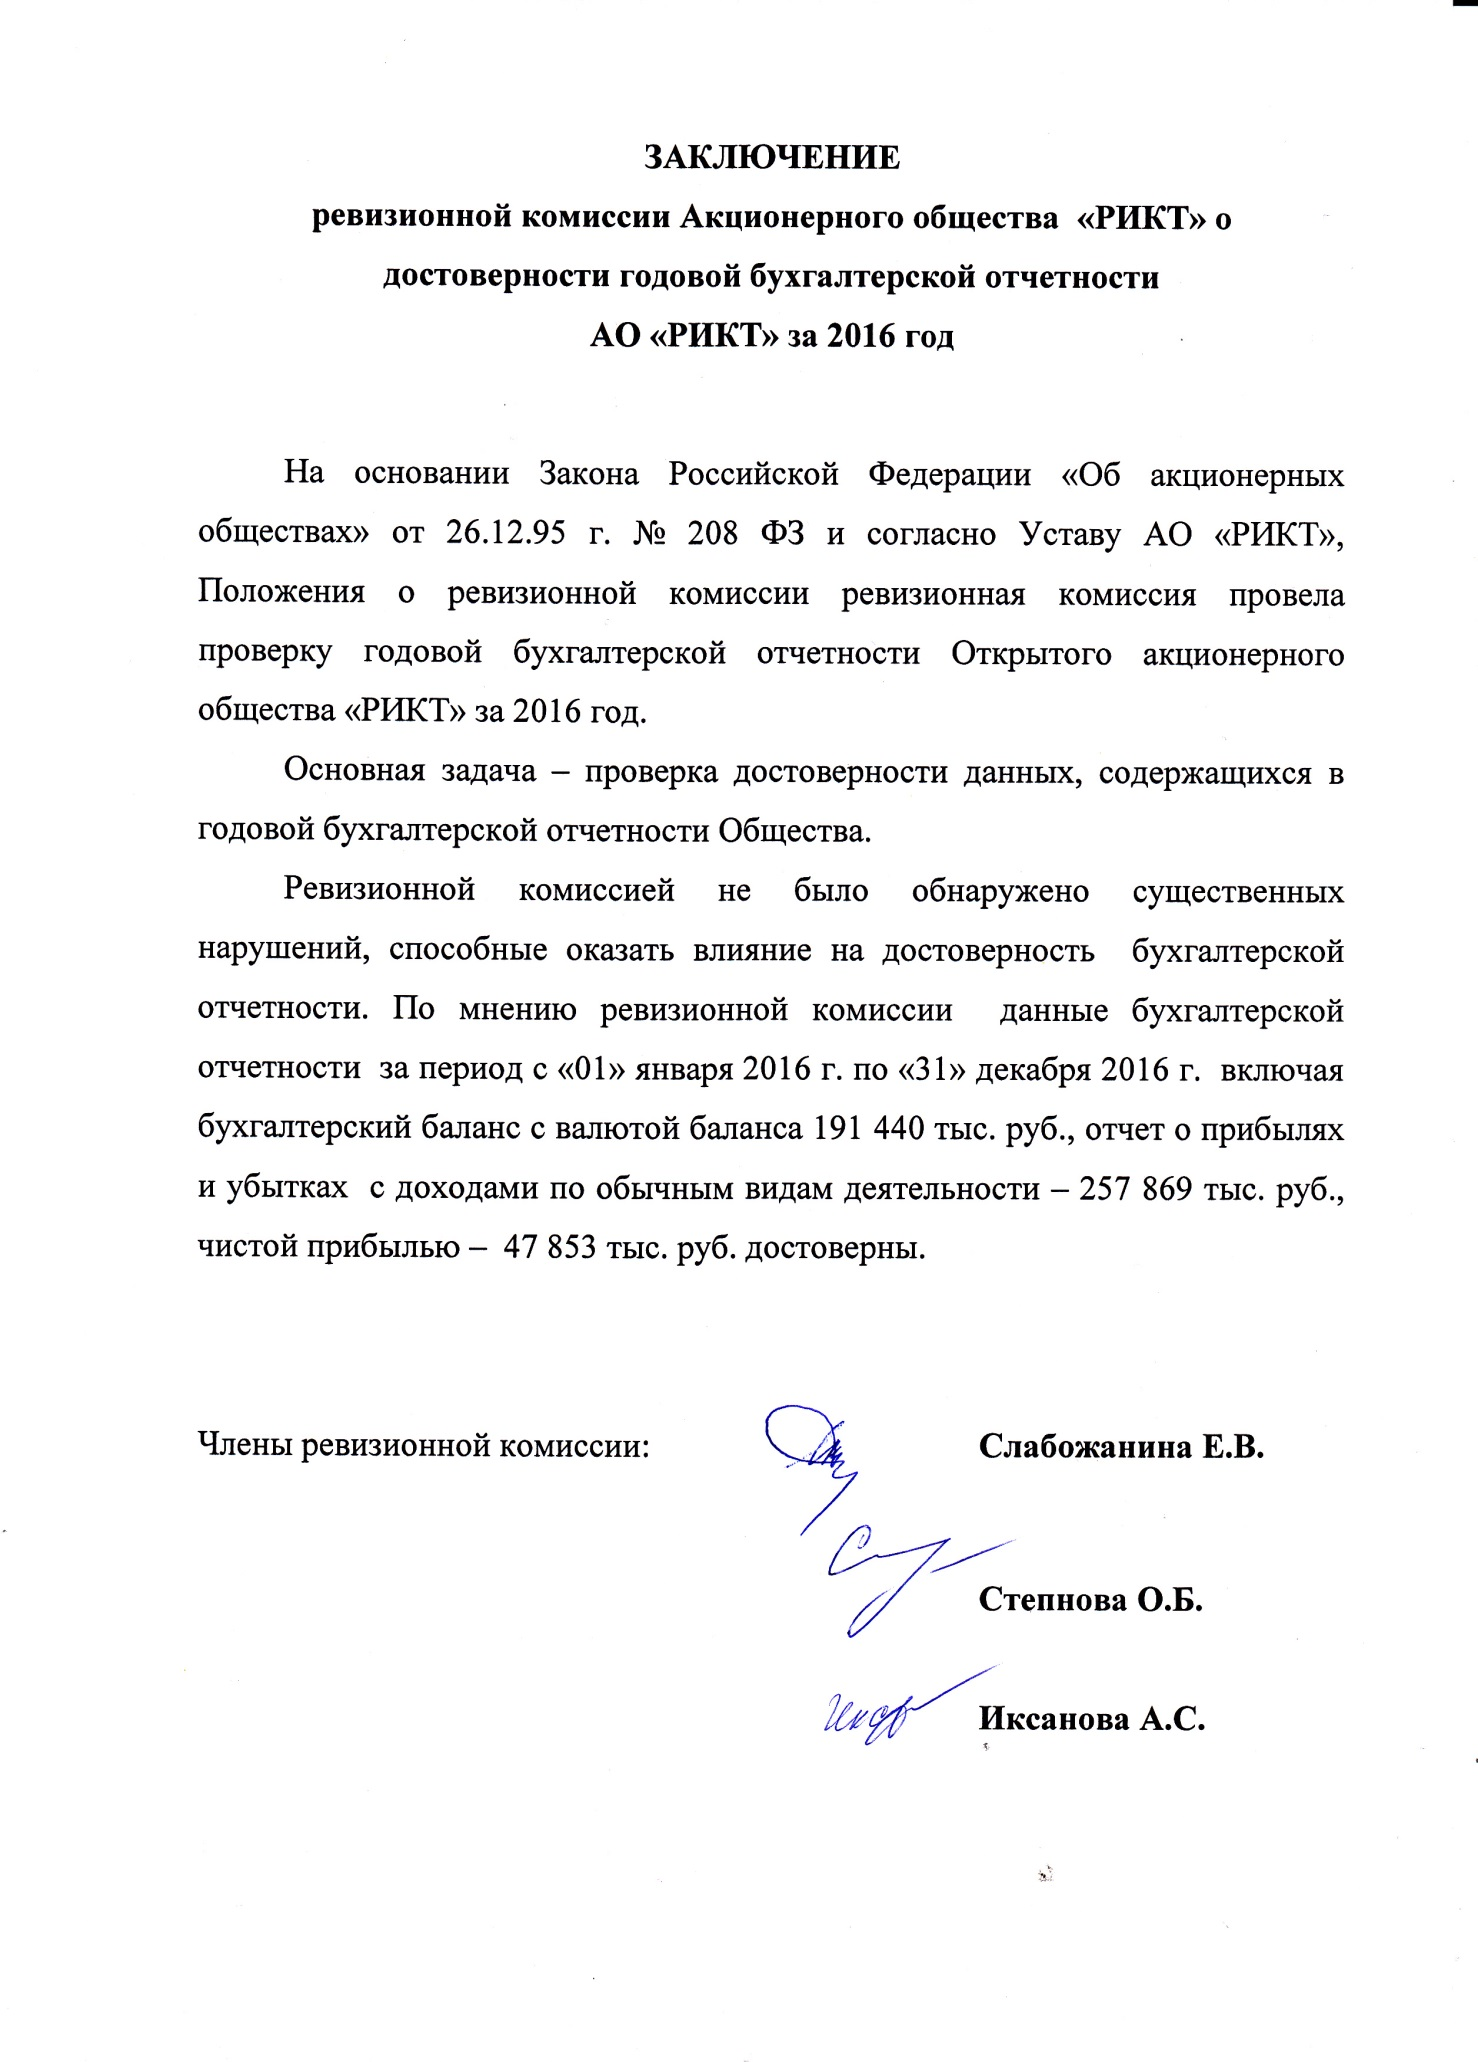 ЗАКЛЮЧЕНИЕ
ревизионной комиссии Акционерного общества «РИКТ» о
достоверности годовой бухгалтерской отчетности
АО «РИКТ» за 2016 год
На основании Закона Российской Федерации «Об акционерных
обществах» от 26.12.95 г. № 208 ФЗ и согласно Уставу АО «РИКТ»,
Положения о ревизионной комиссии ревизионная комиссия провела
проверку годовой бухгалтерской отчетности Открытого акционерного
общества «РИКТ» за 2016 год.
Основная задача – проверка достоверности данных, содержащихся в
годовой бухгалтерской отчетности Общества.
Ревизионной комиссией не было обнаружено существенных
нарушений, способные оказать влияние на достоверность бухгалтерской
отчетности. По мнению ревизионной комиссии данные бухгалтерской
отчетности за период с «01» января 2016 г. по «31» декабря 2016 г. включая
бухгалтерский баланс с валютой баланса 191 440 тыс. руб., отчет о прибылях
и убытках с доходами по обычным видам деятельности – 257 869 тыс. руб.,
чистой прибылью – 47 853 тыс. руб. достоверны.
Члены ревизионной комиссии: Слабожанина Е.В.
Степнова О.Б.
Иксанова А.С.